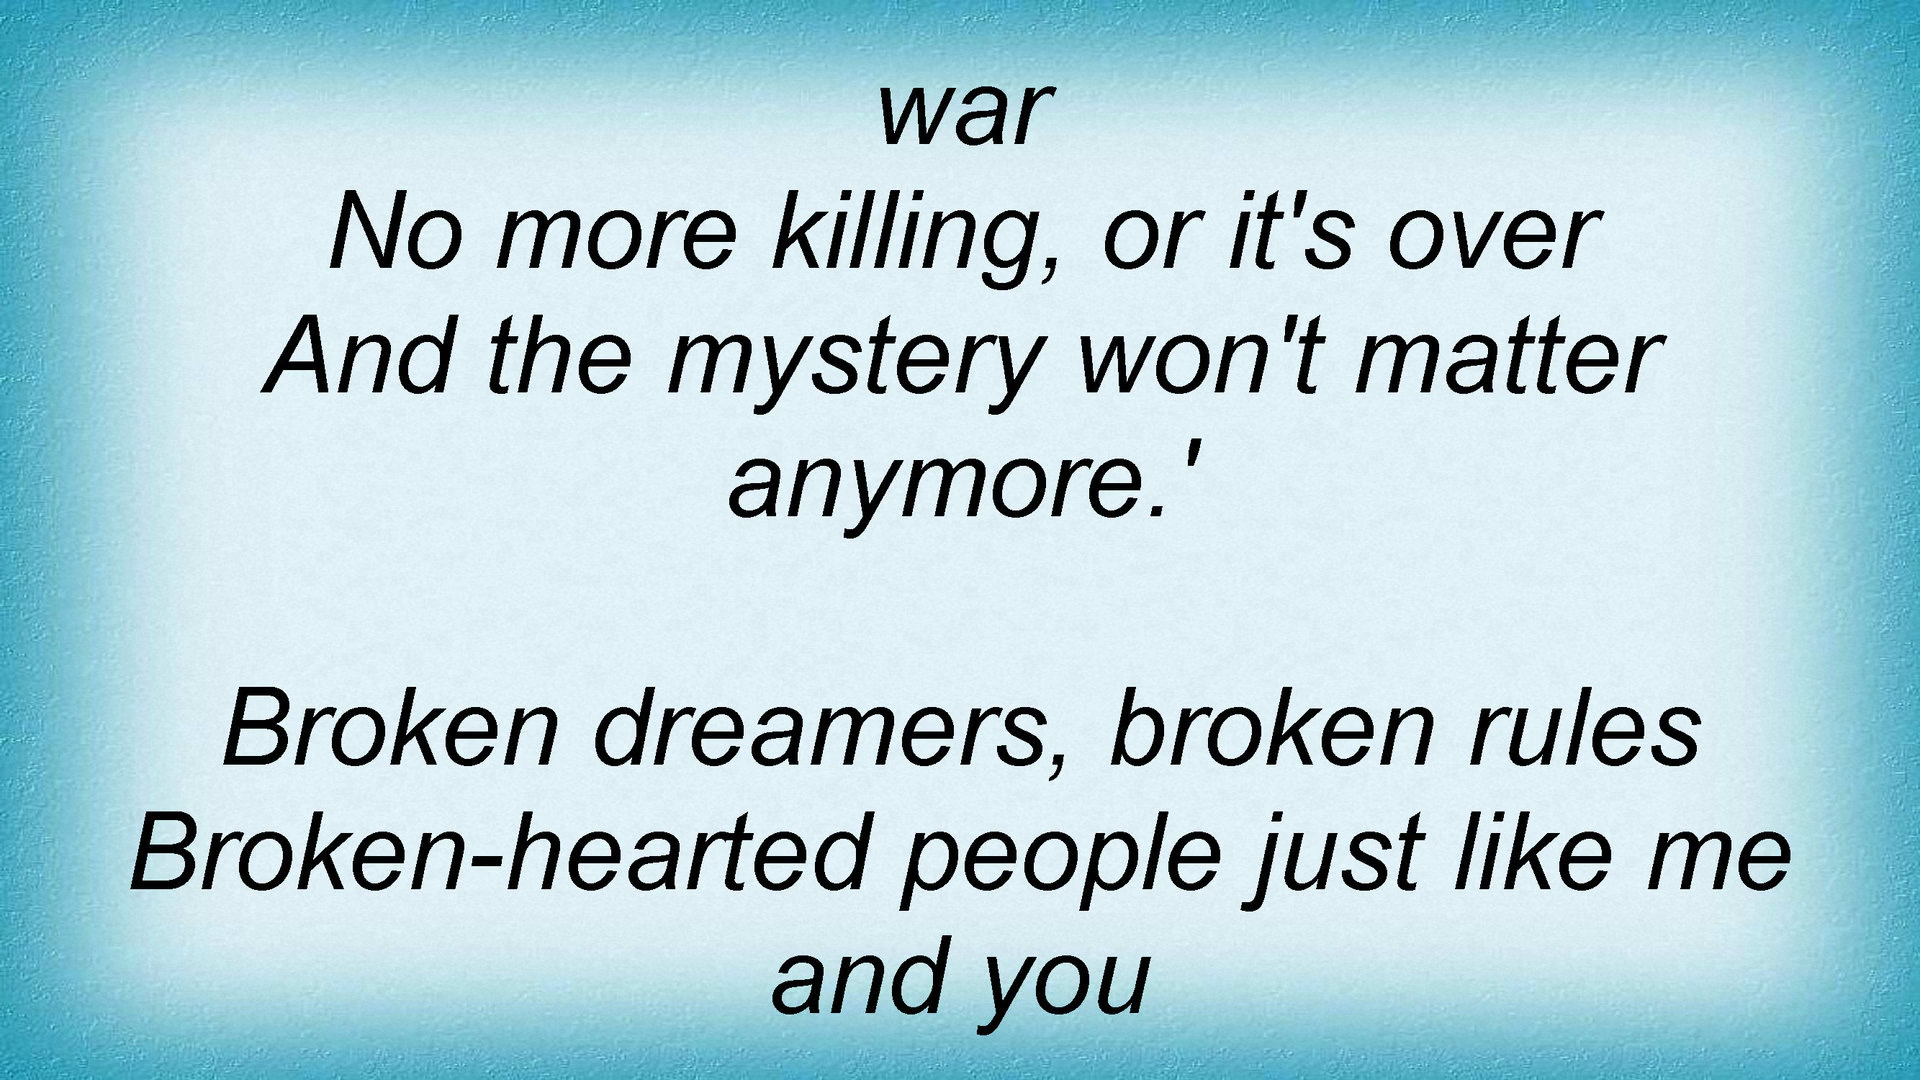 war
No more killing, or it's over
And the mystery won't matter
anymore.'
Broken dreamers, broken rules
Broken-hearted people just like me
and you